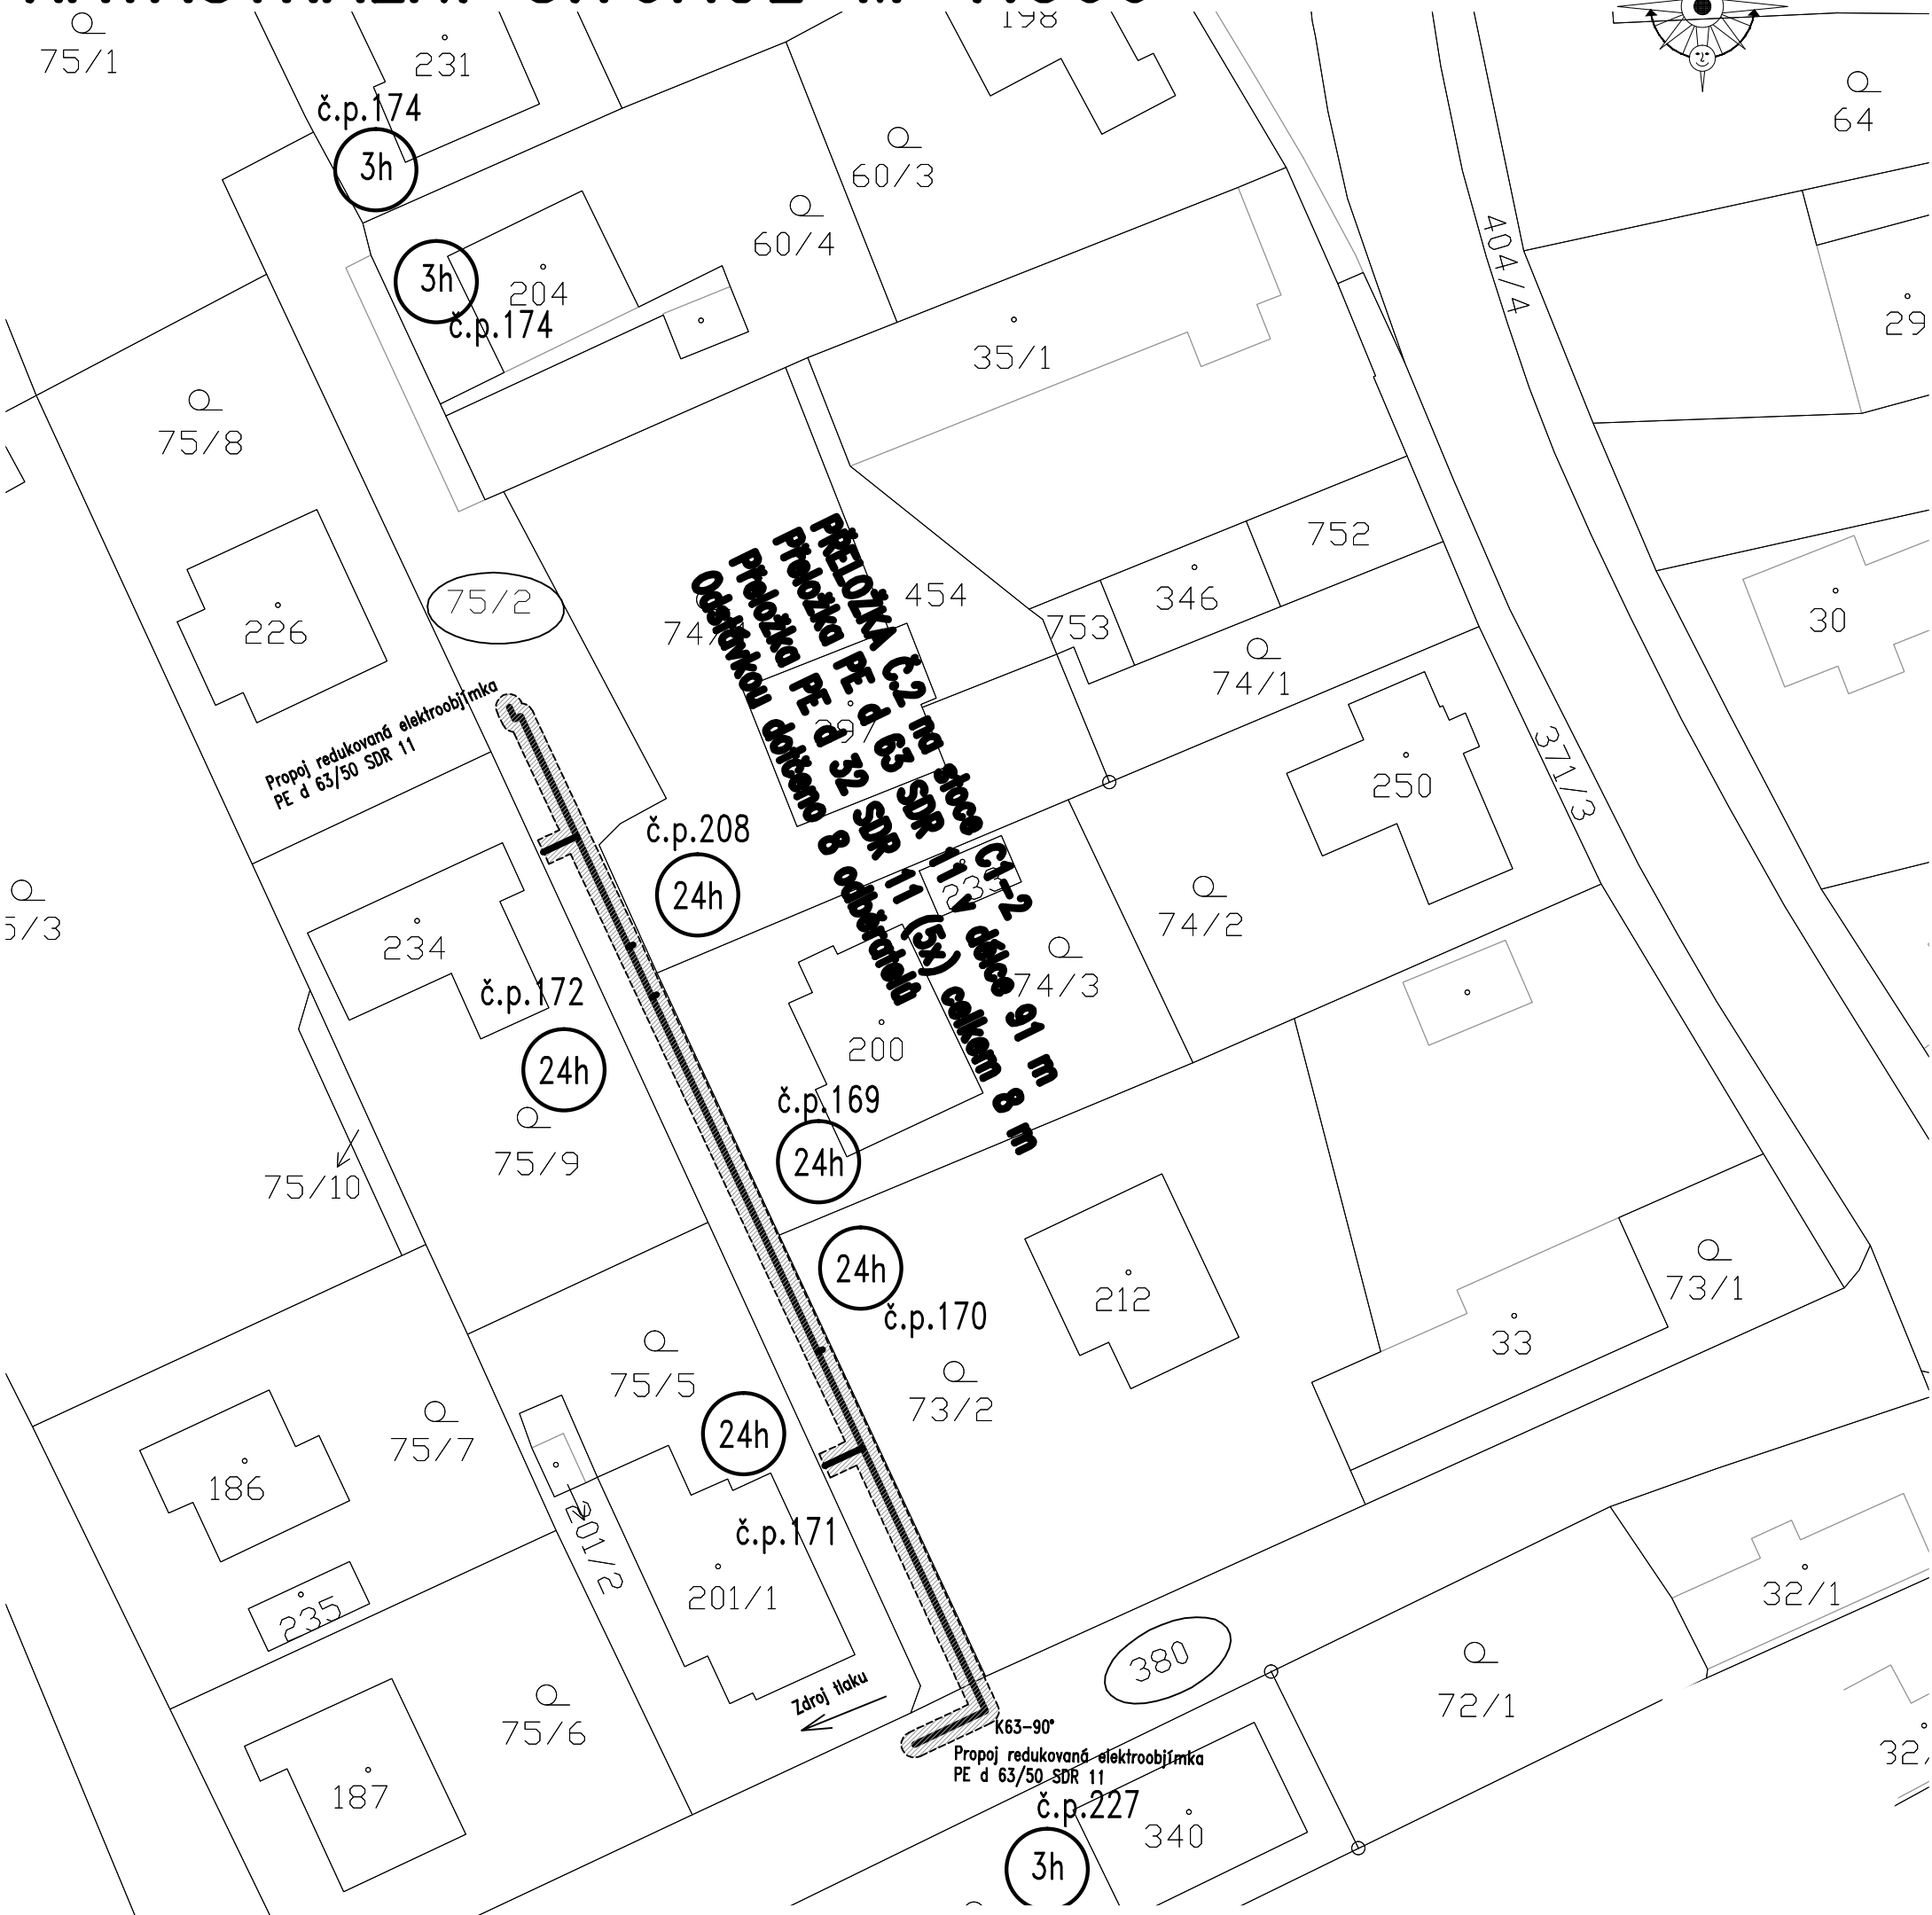 198
75/1
231
64
č.p.174
3h
60/3
60/4
404/4
3h
204
č.p.174
29
35/1
75/8
752
PŘELOŽKA Č.2 na stoce C1-2 v délce 91 m
Přeložka PE d 63 SDR 11
Přeložka PE d 32 SDR 11 (5x) celkem 8 m
Odstávkou dotčeno 8 odběratelů
75/2
454
346
226
753
30
74/1
Propoj redukovaná elektroobjímka
PE d 63/50 SDR 11
371/3
250
č.p.208
24h
5/3
234
74/2
č.p.172
74/3
200
24h
č.p.169
75/9
24h
75/10
24h
73/1
212
č.p.170
33
75/5
73/2
24h
75/7
186
č.p.171
201/2
201/1
235
32/1
380
Zdroj tlaku
72/1
75/6
K63-90°
Propoj redukovaná elektroobjímka
PE d 63/50 SDR 11
187
č.p.227
340
3h